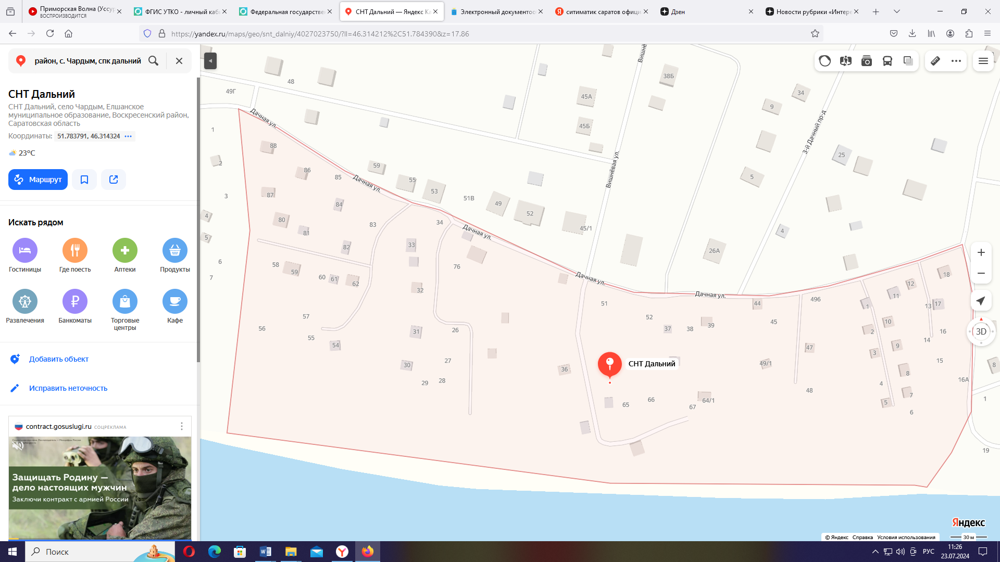 Приморская Волна (Уссур
ВОСПРОИЗВОДИТСЯ
ФГИС УТКО - личный каб
Федеральная государствен
СНТ Дальний — Яндекс Ка
Электронный документооб
ситиматик саратов офиц
Дзен
Новости рубрики «Интере
https://yandex.ru/maps/geo/snt_dalniy/4027023750/?ll=46.314212%2C51.784390&z=17.86
район, с. Чардым, спк дальний
СНТ Дальний
СНТ Дальний, село Чардым, Елшанское
муниципальное образование, Воскресенский район,
Саратовская область
Координаты: 51.783791, 46.314324
23°C
Маршрут
Искать рядом
Гостиницы
Где поесть
Аптеки
Продукты
Развлечения
Банкоматы
Торговые
центры
Кафе
Добавить объект
Исправить неточность
contract.gosuslugi.ru СОЦРЕКЛАМА
Защищать Родину —
дело настоящих мужчин
Заключи контракт с армией России
48
49Г
Дачная ул.
1
88
2
86
85
59
Дачная ул.
55
53
51В
49
52
45/1
3
87
84
4
80
81
83
34
Дачная ул.
5
82
33
6
58
59
60
61
62
76
7
32
57
56
55
54
31
26
30
27
29
28
Вишнё
38Б
45А
45Б
Вишнёвая ул.
34
9
3-й Дачный пр-д
25
5
4
26А
Дачная ул.
Дачная ул.
51
52
37
38
39
44
45
496
47
49/1
48
36
СНТ Дальний
65
66
67
64/1
18
12
11
1
13
17
10
2
16
9
14
3
15
8
8
16А
4
7
5
6
1
19
3D
Яндекс
© Яндекс Справка Условия использования
30 м
Поиск
РУС
11:26
23.07.2024